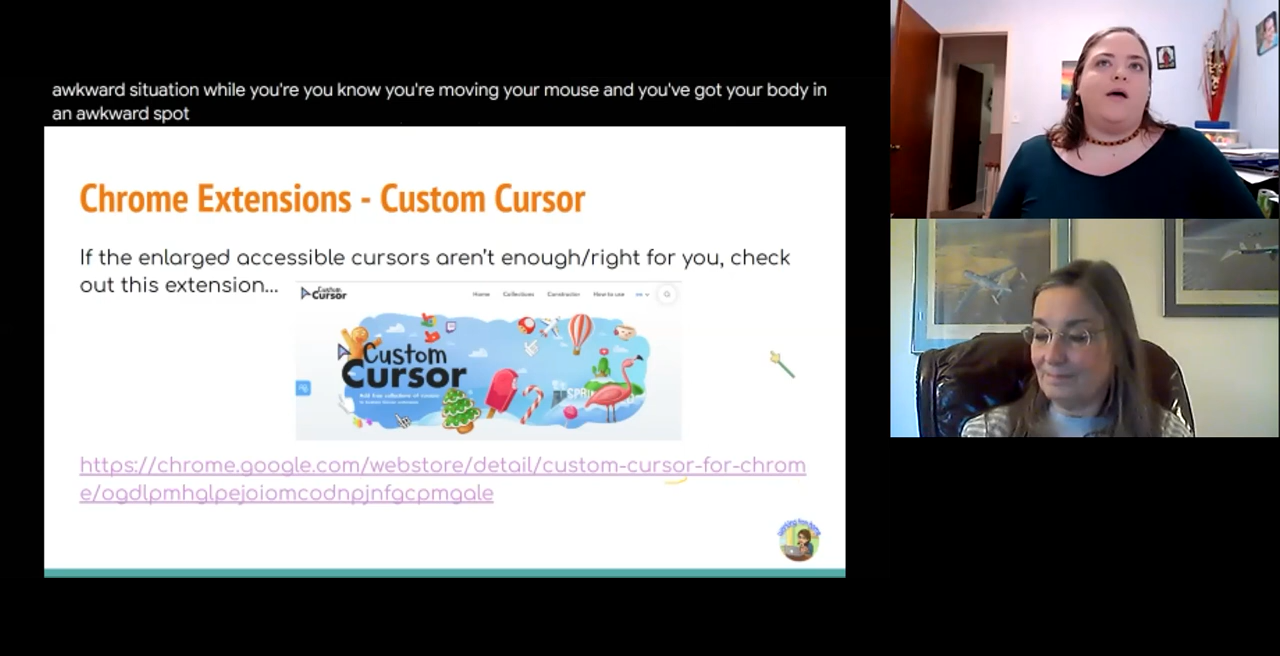 awkward situation while you're you know you're moving your mouse and you've got your body in
an awkward spot
Chrome Extensions - Custom Cursor
If the enlarged accessible cursors aren't enough/right for you, check
out this extension...
Custom
Cursor
Home Collections Constructor How to use
Custom
Cursor
https://chrome.google.com/webstore/detail/custom-cursor-for-chrom
e/ogdlpmhglpejoiomcodnpjnfgcpmgale